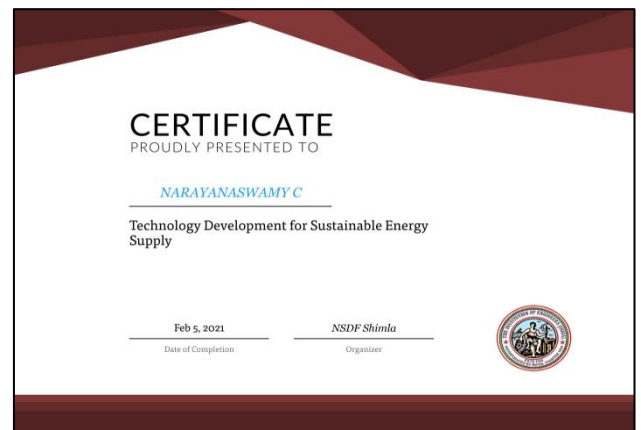 CERTIFICATE
PROUDLY PRESENTED TO
NARAYANASWAMY C
Technology Development for Sustainable Energy
Supply
Feb 5, 2021
NSDF Shimla
Date of Completion
Organizer